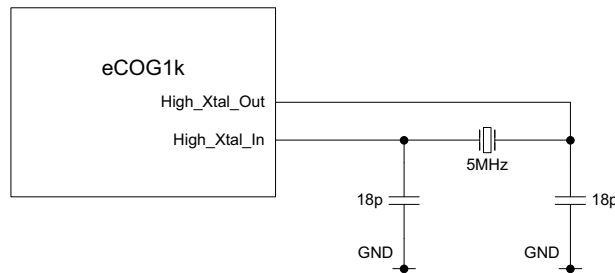 eCOG1k
High_Xtal_Out
High_Xtal_In
5MHz
18p
18p
GND
GND